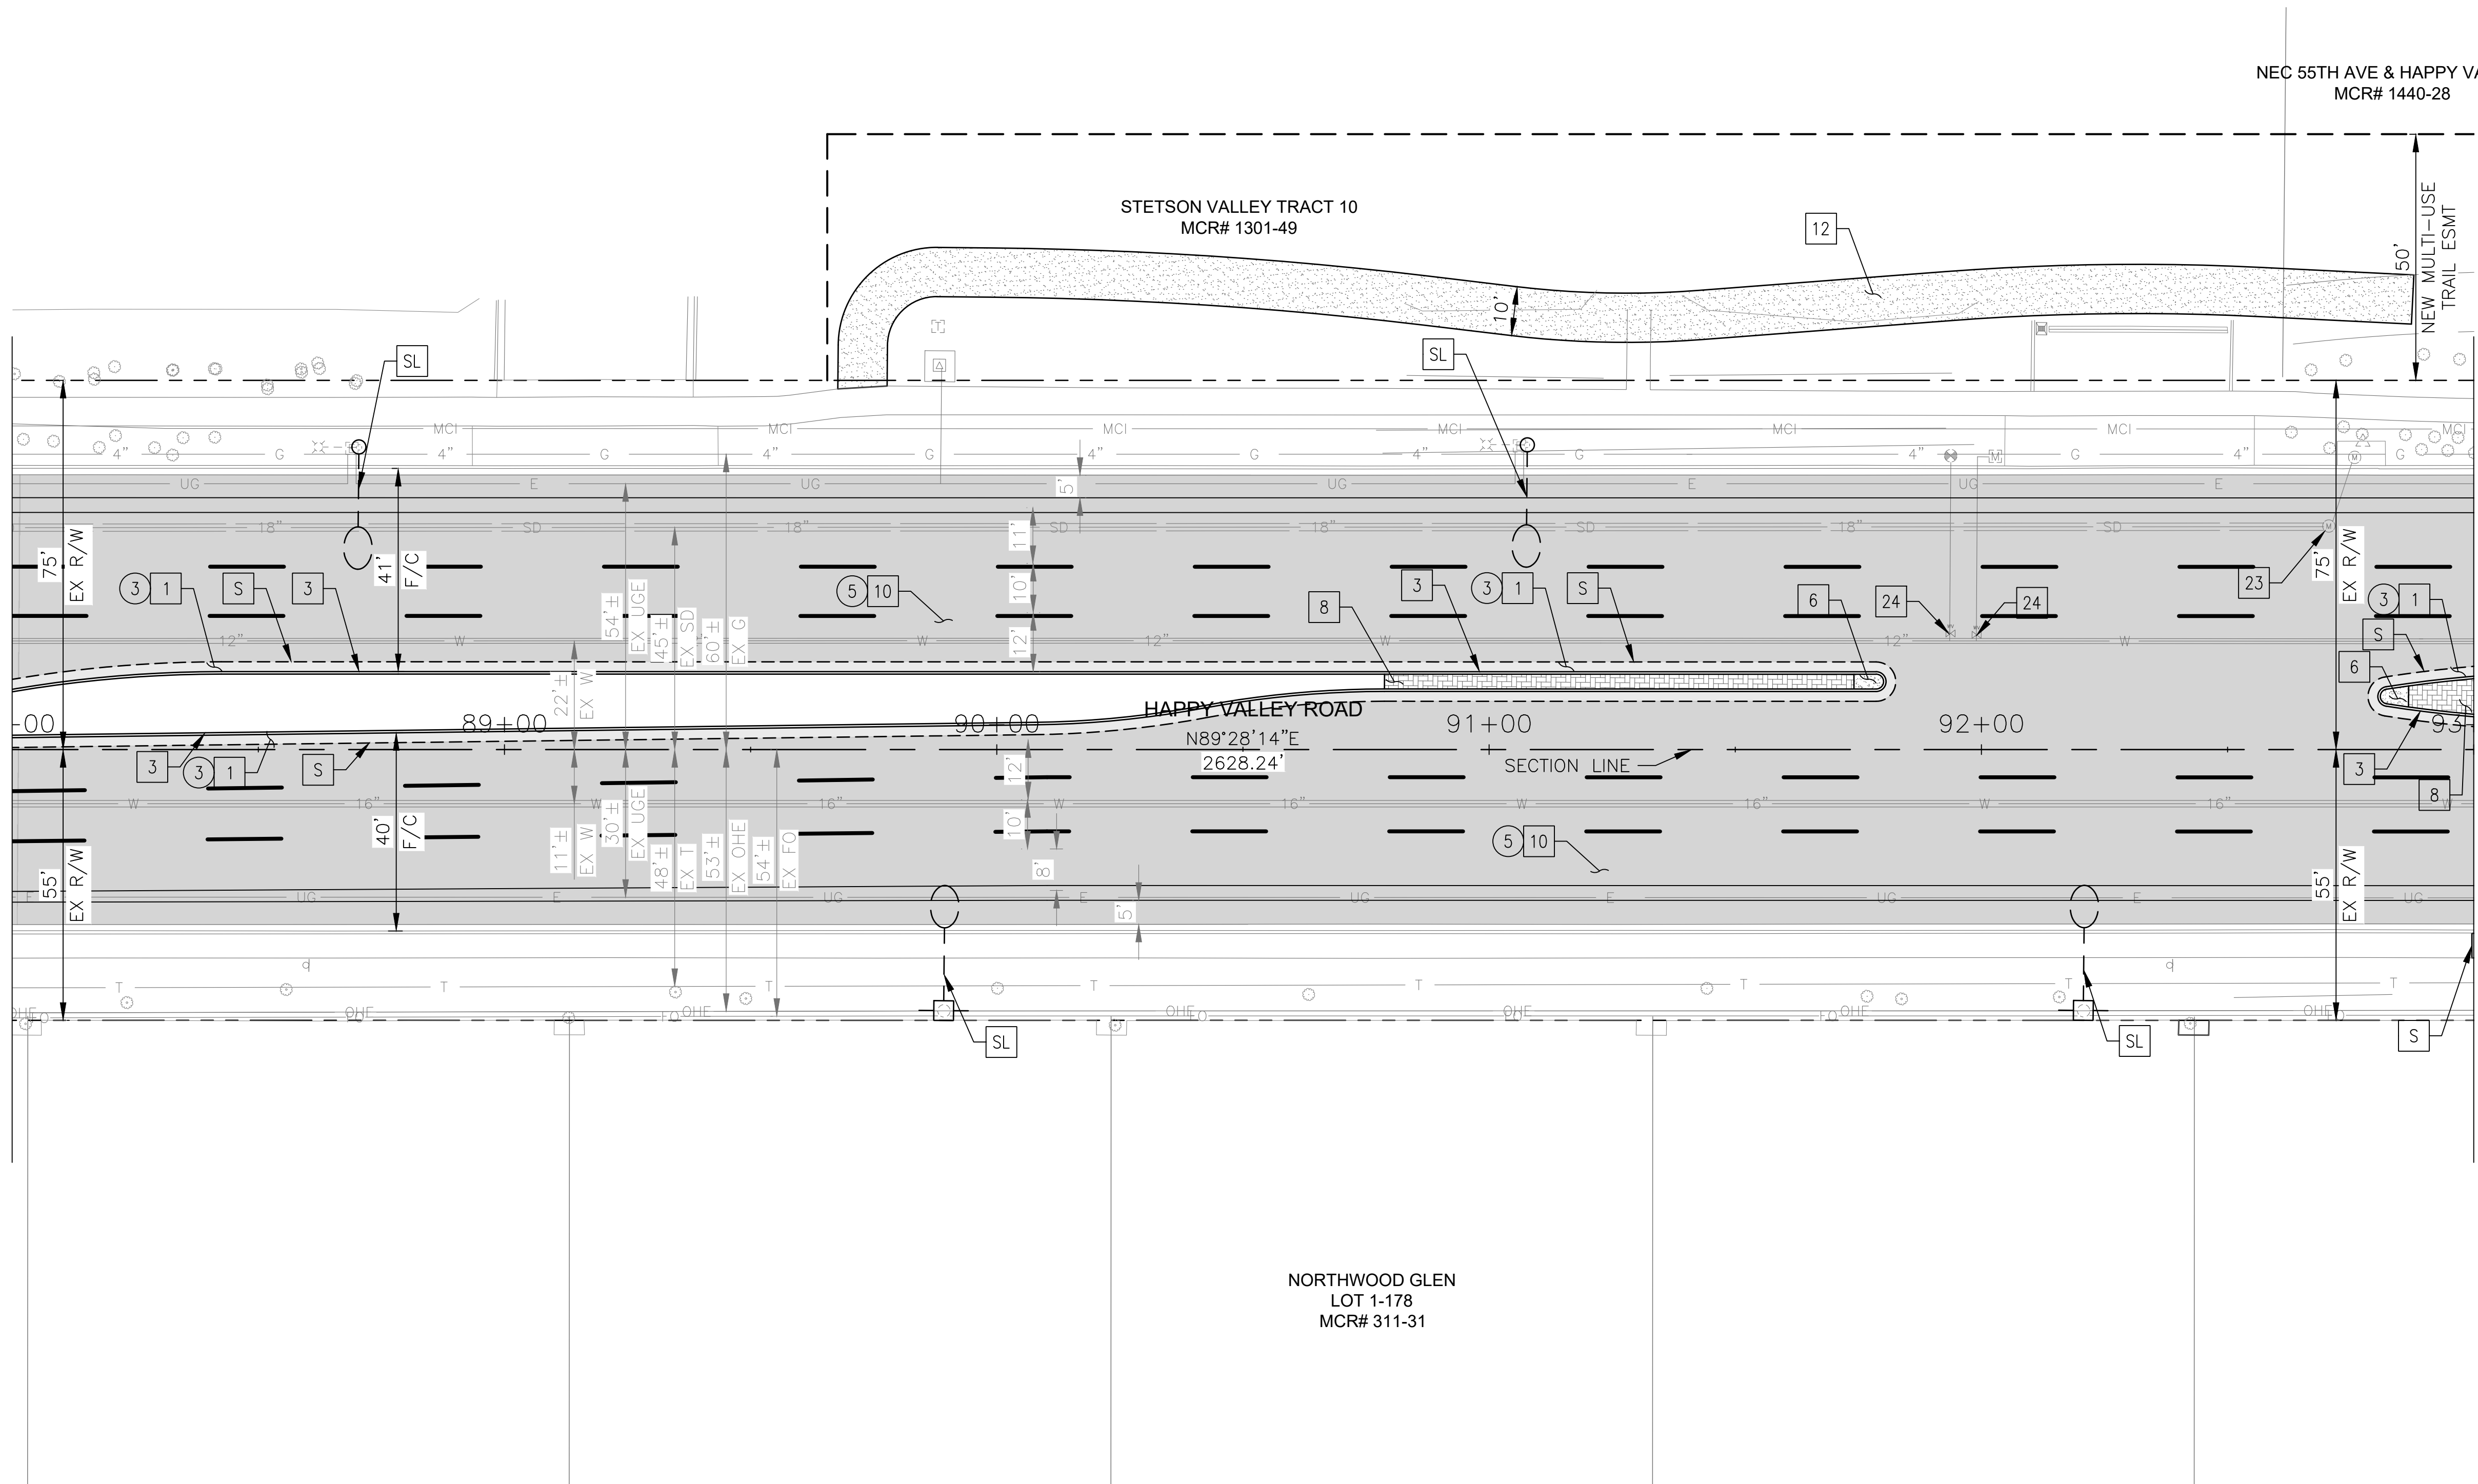 NEC 55TH AVE & HAPPY VA
MCR# 1440-28
STETSON VALLEY TRACT 10
MCR# 1301-49
12
10'
50'
NEW MULTI-USE
TRAIL ESMT
T
SL
SL
MCI MCI MCI MCI MCI MCI MCI
4" G 4" G 4" G 4" G 4" G 4" G 4" G 4" G
M
M
UG E UG UG E UG E
5'
18" SD 18" SD 18" SD 18" SD
M
75'
EX R/W
41'
F/C
11'
10'
12'
75'
EX R/W
23
3 1 S 3
5 10
8 3 3 1 S 6 24 24
3 1
S
6
54'±
EX UGE
45'±
EX SD
60'±
EX G
12" W W 12" W 12" W
22'±
EX W
-00 89+00 90+00 91+00 92+00 93
HAPPY VALLEY ROAD
N89°28'14"E
2628.24'
SECTION LINE
3 3 1 S
3
8
W 16" W 16" W 16" W 16" W 16" W
12'
10'
8'
5'
55'
EX R/W
40'
F/C
11'±
EX W
30'±
EX UGE
48'±
EX T
53'±
EX OHE
54'±
EX FO
5 10
55'
EX R/W
E UG E UG E UG E UG E UG
T T T T T T T T
OHE FO OHE FO OHE OHE FO OHE FO OHE OHE
SL
SL
S
NORTHWOOD GLEN
LOT 1-178
MCR# 311-31